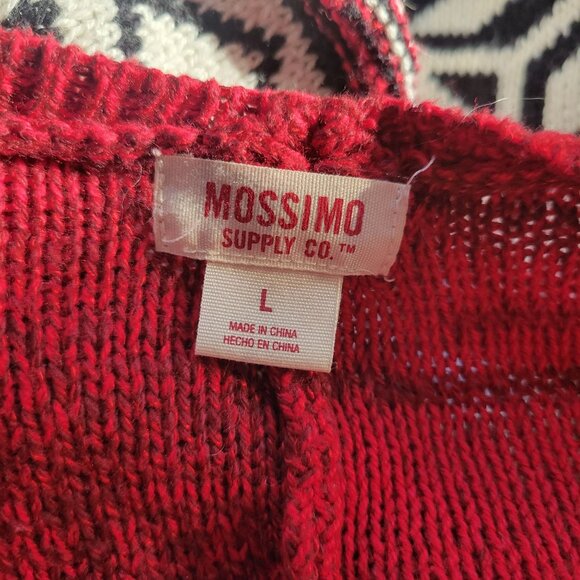 MOSSIMO
SUPPLY CO.™
L
MADE IN CHINA
HECHO EN CHINA